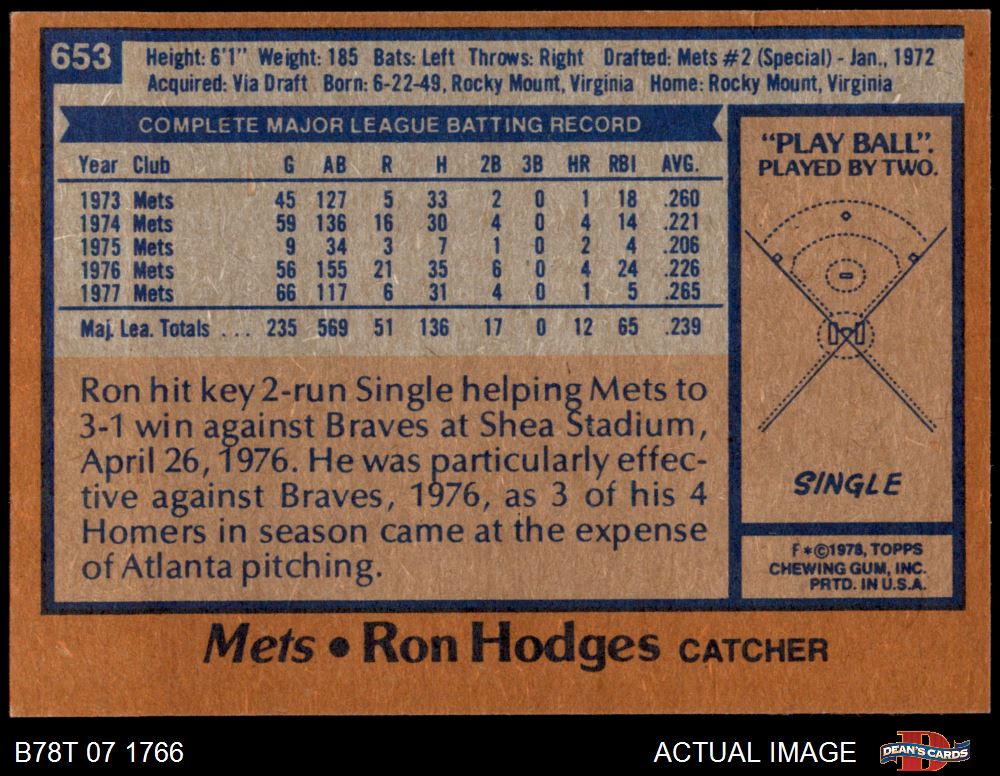 653
Height: 6'1" Weight: 185 Bats: Left Throws: Right Drafted: Mets #2 (Special) - Jan., 1972
Acquired: Via Draft Born: 6-22-49, Rocky Mount, Virginia Home: Rocky Mount, Virginia
COMPLETE MAJOR LEAGUE BATTING RECORD
Year Club G AB R H 2B 3B HR RBI AVG.
1973 Mets 45 127 5 33 2 0 1 18 .260
1974 Mets 59 136 16 30 4 0 4 14 .221
1975 Mets 9 34 3 7 1 0 2 4 .206
1976 Mets 56 155 21 35 6 0 4 24 .226
1977 Mets 66 117 6 31 4 0 1 5 .265
Maj. Lea. Totals ... 235 569 51 136 17 0 12 65 .239
Ron hit key 2-run Single helping Mets to
3-1 win against Braves at Shea Stadium,
April 26, 1976. He was particularly effec-
tive against Braves, 1976, as 3 of his 4
Homers in season came at the expense
of Atlanta pitching.
"PLAY BALL".
PLAYED BY TWO.
SINGLE
F*©1978, TOPPS
CHEWING GUM, INC.
PRTD. IN U.S.A.
Mets • Ron Hodges CATCHER
B78T 07 1766
ACTUAL IMAGE
D
DEAN'S CARDS